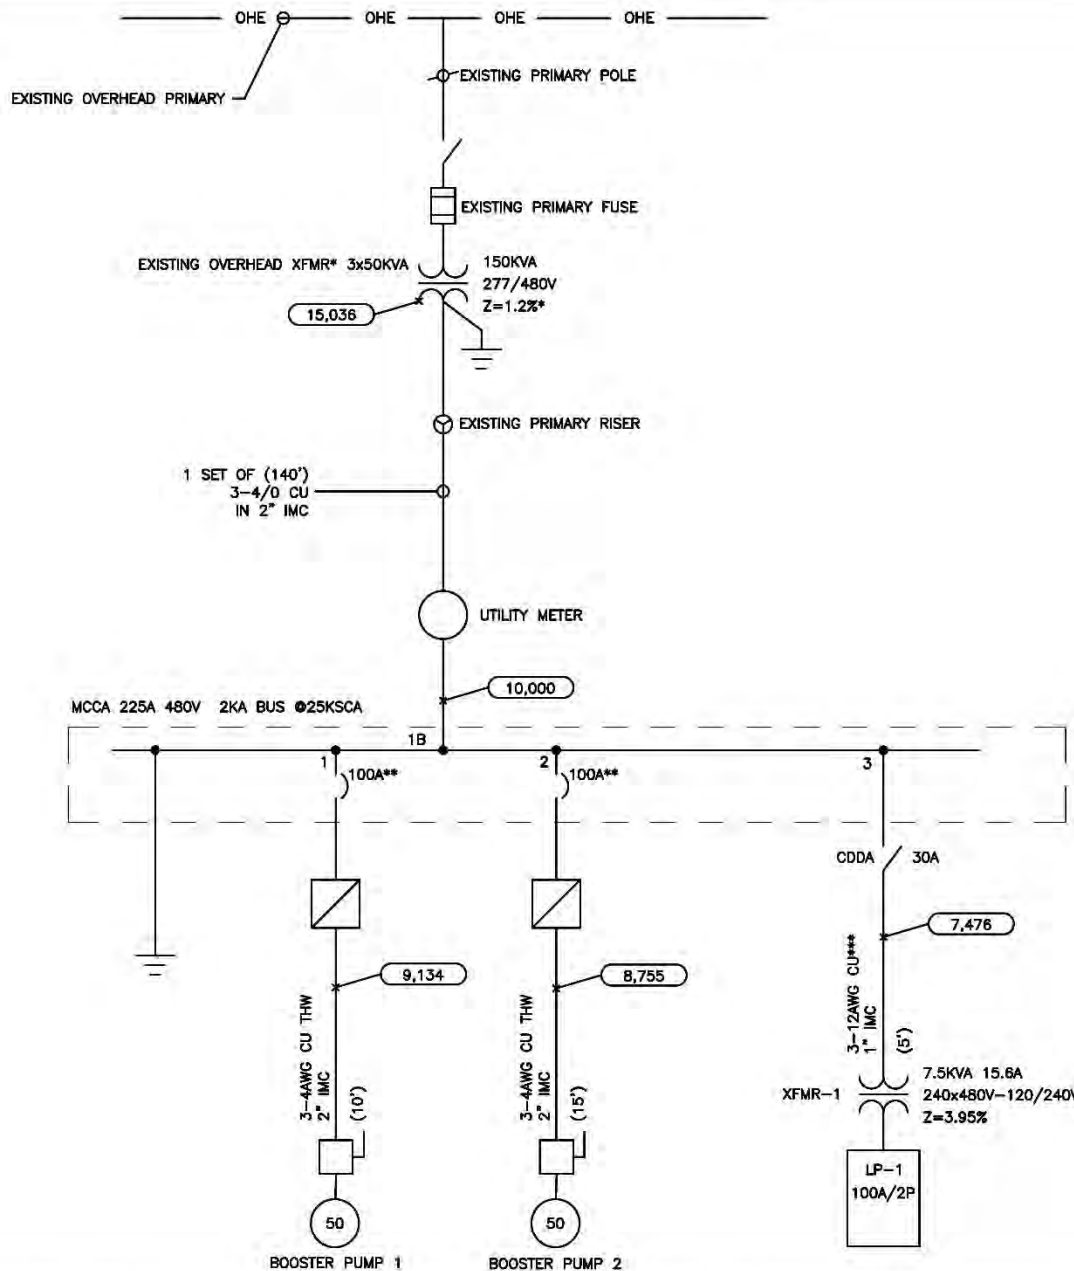 OHE OHE OHE OHE
EXISTING PRIMARY POLE
EXISTING OVERHEAD PRIMARY
EXISTING PRIMARY FUSE
EXISTING OVERHEAD XFMR* 3x50KVA
150KVA
277/480V
Z=1.2%*
15,036
EXISTING PRIMARY RISER
1 SET OF (140')
3-4/0 CU
IN 2" IMC
UTILITY METER
10,000
MCCA 225A 480V 2KA BUS @25KSCA
1B
1
100A**
2
100A**
3
CDDA 30A
7,476
9,134
8,755
3-4AWG CU THW
2" IMC
(10')
3-4AWG CU THW
2" IMC
(15')
3-12AWG CU***
1" IMC
(5')
XFMR-1
7.5KVA 15.6A
240x480V-120/240V
Z=3.95%
LP-1
100A/2P
50
50
BOOSTER PUMP 1
BOOSTER PUMP 2